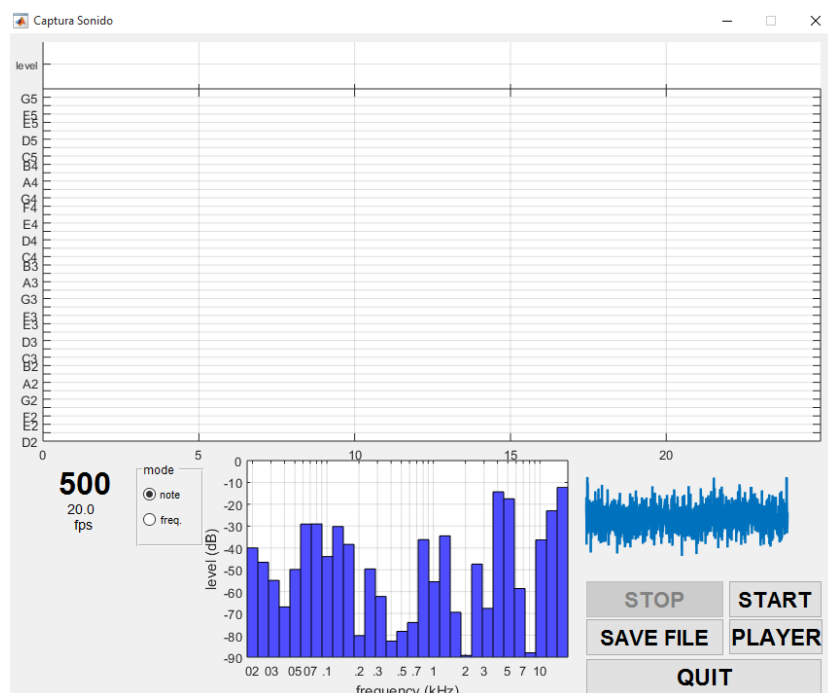 Captura Sonido
level
G5
F5
E5
D5
C5
B4
A4
G4
F4
E4
D4
C4
B3
A3
G3
F3
E3
D3
C3
B2
A2
G2
F2
E2
D2
0 5 10 15 20
500
20.0
fps
mode
note
freq.
level (dB)
0
-10
-20
-30
-40
-50
-60
-70
-80
-90
02 03 05 07 .1 .2 .3 .5 .7 1 2 3 5 7 10
frequency (kHz)
STOP START
SAVE FILE PLAYER
QUIT